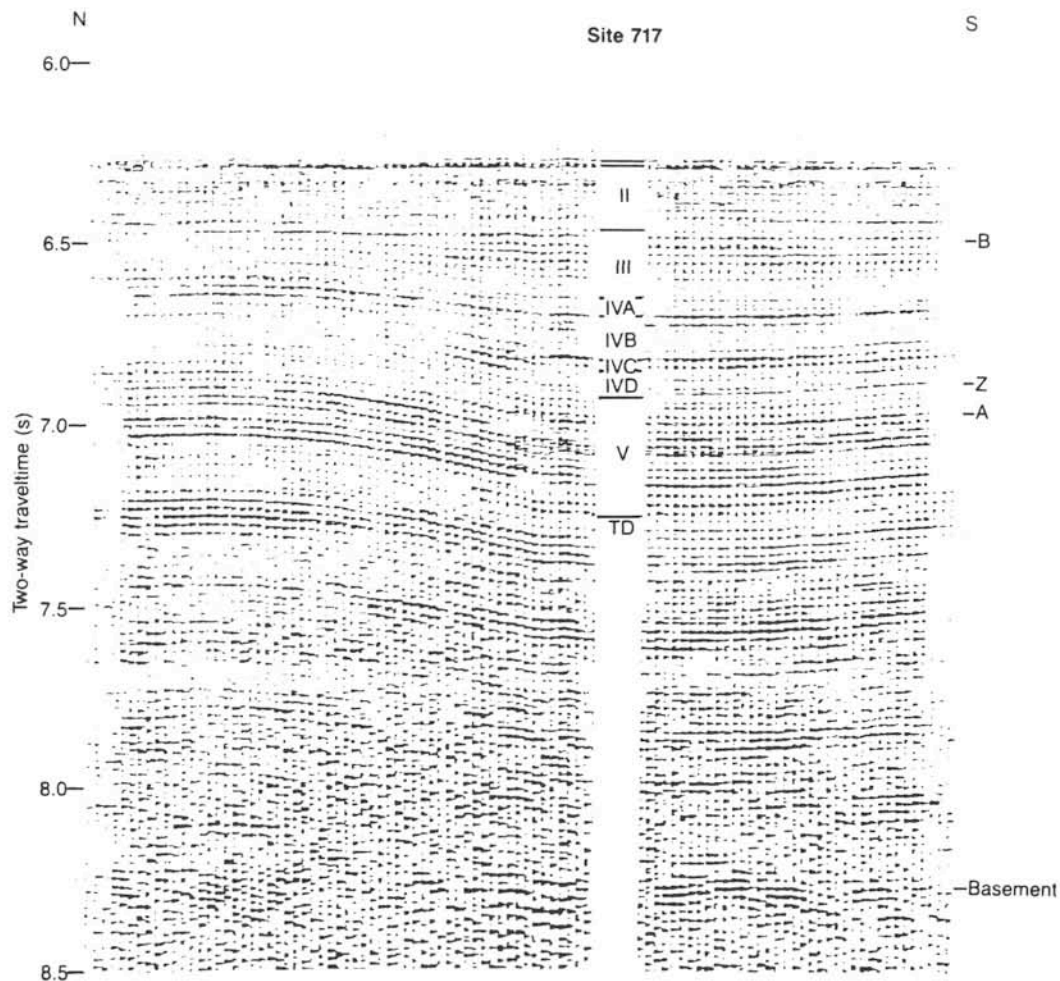 N
S
Site 717
6.0
II
B
6.5
III
IVA
IVB
IVC
IVD
Z
A
7.0
V
TD
Two-way traveltime (s)
7.5
8.0
Basement
8.5